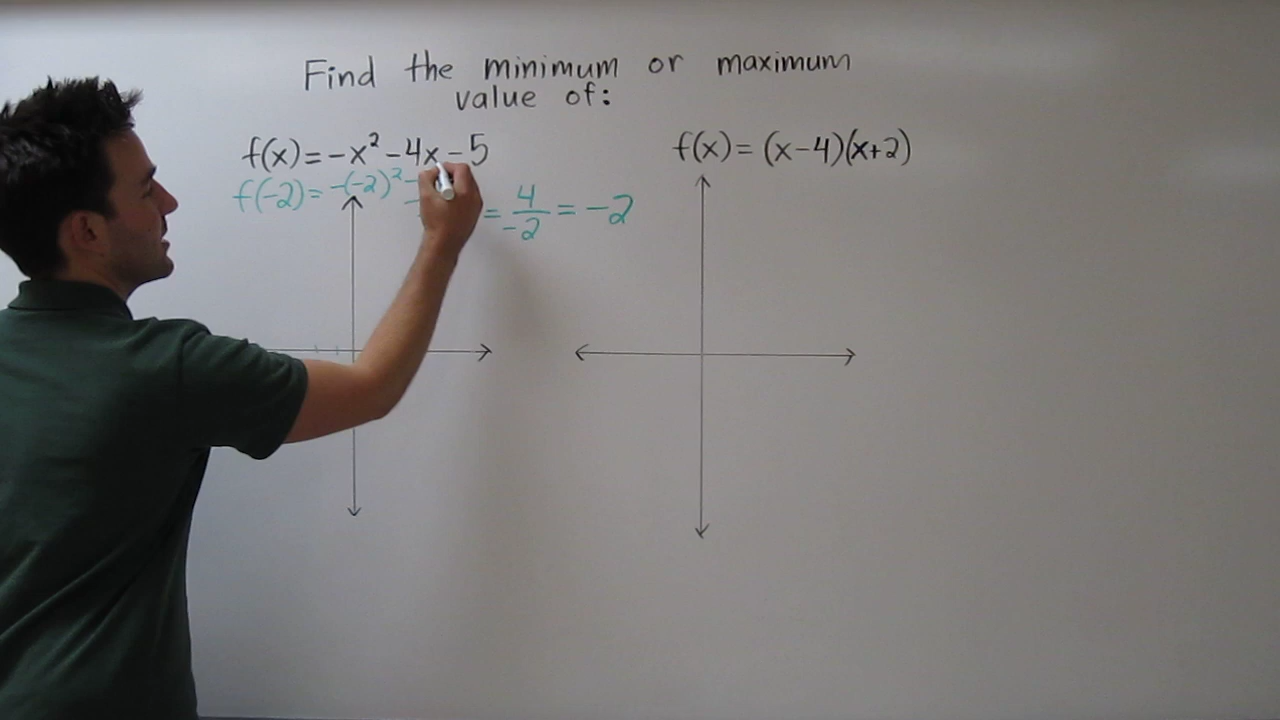 Find the minimum or maximum
value of:
f(x) = -x² - 4x - 5
f(-2) = -(-2)² -
= 4/-2 = -2
f(x) = (x-4)(x+2)